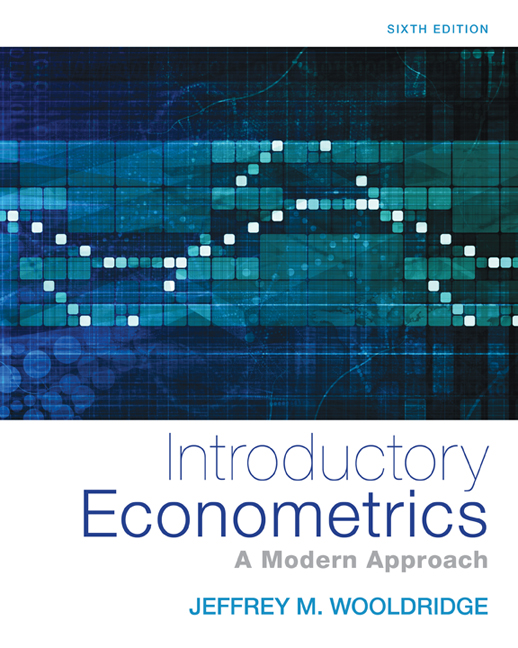 SIXTH EDITION
Introductory
Econometrics
A Modern Approach
JEFFREY M. WOOLDRIDGE